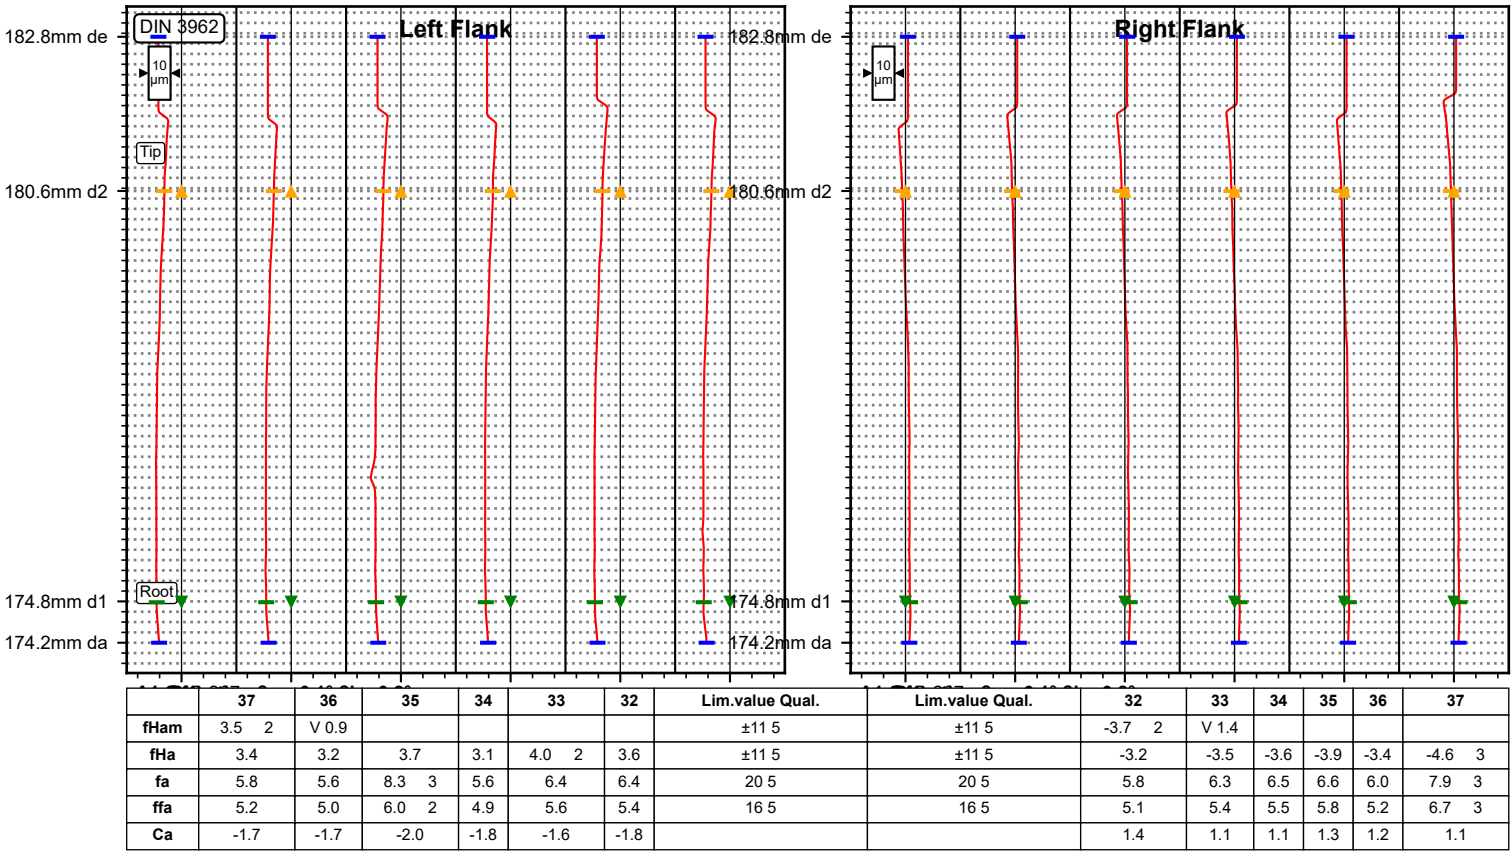 DIN 3962
Left Flank
Right Flank
182.8mm de
182.8mm de
10
µm
10
µm
Tip
180.6mm d2
180.6mm d2
Root
174.8mm d1
174.8mm d1
174.2mm da
174.2mm da
37 36 35 34 33 32 Lim.value Qual. Lim.value Qual. 32 33 34 35 36 37
fHam 3.5 2 V 0.9 ±11 5 ±11 5 -3.7 2 V 1.4
fHa 3.4 3.2 3.7 3.1 4.0 2 3.6 ±11 5 ±11 5 -3.2 -3.5 -3.6 -3.9 -3.4 -4.6 3
fa 5.8 5.6 8.3 3 5.6 6.4 6.4 20 5 20 5 5.8 6.3 6.5 6.6 6.0 7.9 3
ffa 5.2 5.0 6.0 2 4.9 5.6 5.4 16 5 16 5 5.1 5.4 5.5 5.8 5.2 6.7 3
Ca -1.7 -1.7 -2.0 -1.8 -1.6 -1.8 1.4 1.1 1.1 1.3 1.2 1.1